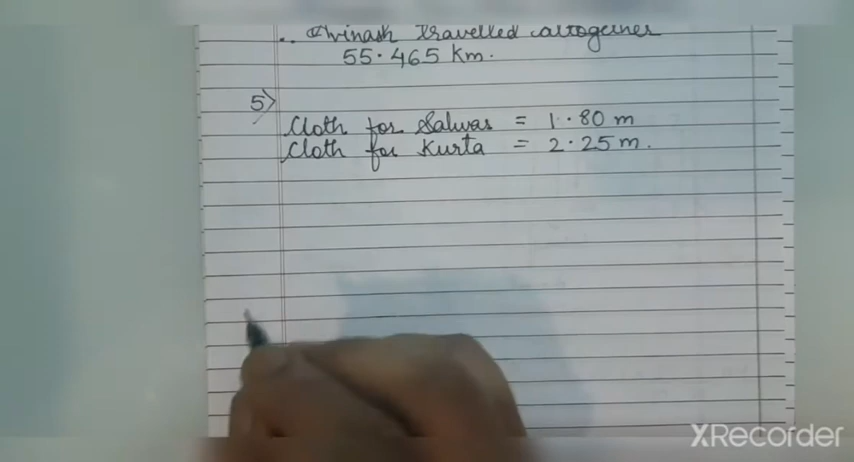 ∴ Avinash travelled altogether
55.465 Km.
5)
Cloth for Salwar = 1.80 m
Cloth for Kurta = 2.25 m.
XRecorder